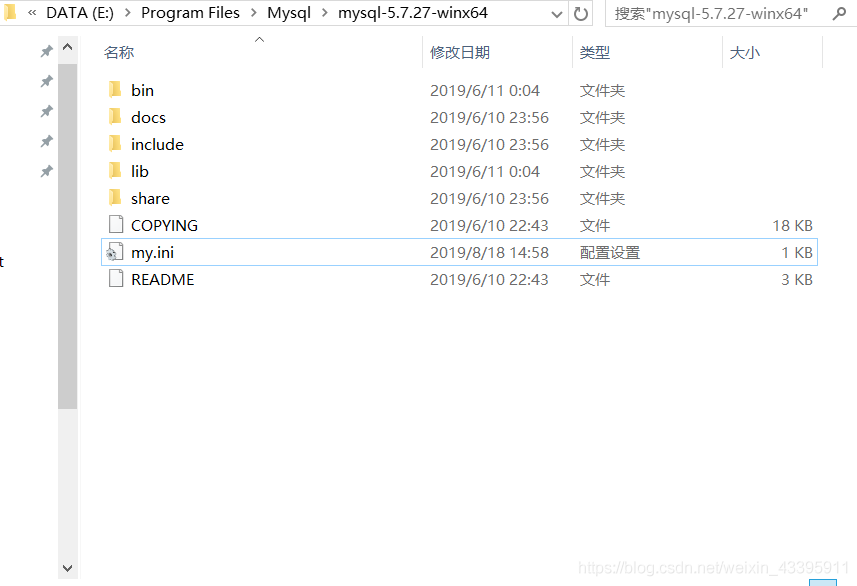 « DATA (E:) > Program Files > Mysql > mysql-5.7.27-winx64
搜索"mysql-5.7.27-winx64"
名称 修改日期 类型 大小
bin 2019/6/11 0:04 文件夹
docs 2019/6/10 23:56 文件夹
include 2019/6/10 23:56 文件夹
lib 2019/6/11 0:04 文件夹
share 2019/6/10 23:56 文件夹
COPYING 2019/6/10 22:43 文件 18 KB
my.ini 2019/8/18 14:58 配置设置 1 KB
README 2019/6/10 22:43 文件 3 KB
t
https://blog.csdn.net/weixin_43395911